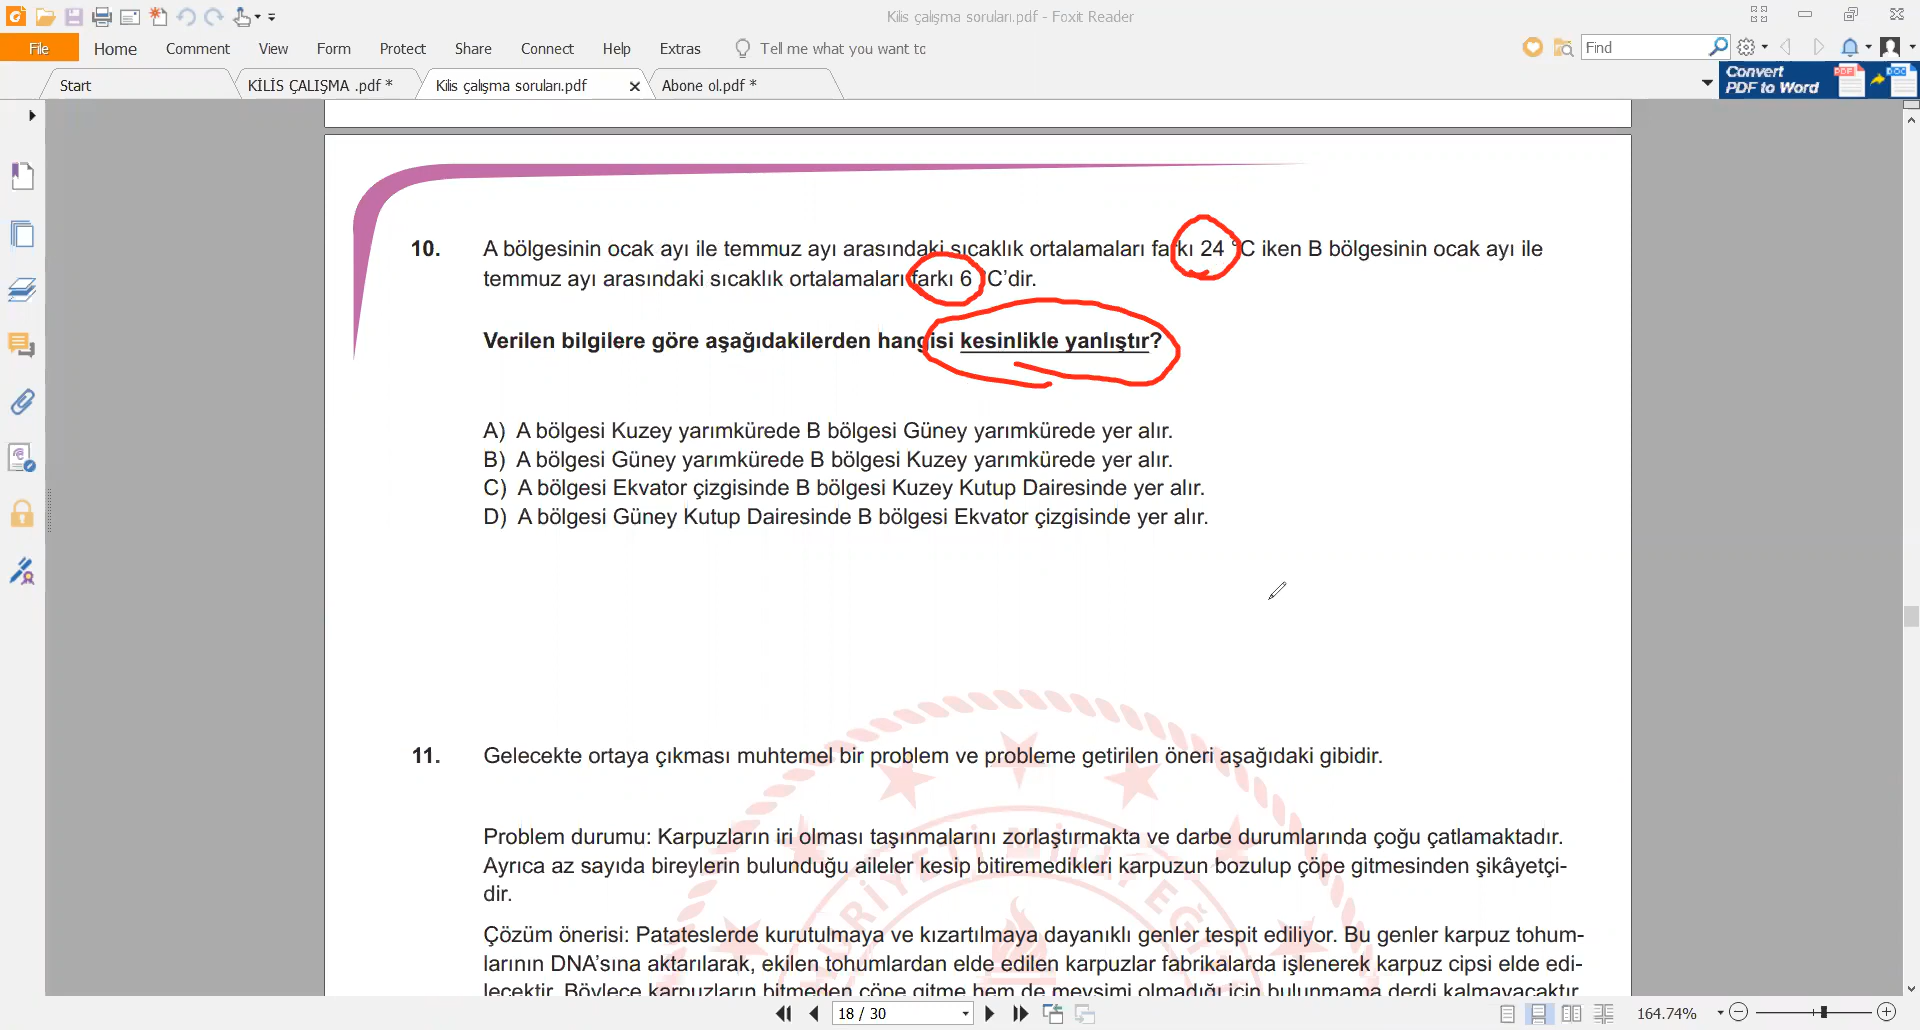 Kilis çalışma soruları.pdf - Foxit Reader
File Home Comment View Form Protect Share Connect Help Extras Tell me what you want to Find
Start KİLİS ÇALIŞMA .pdf * Kilis çalışma soruları.pdf Abone ol.pdf *
Convert
PDF to Word
PDF DOC
10. A bölgesinin ocak ayı ile temmuz ayı arasındaki sıcaklık ortalamaları farkı 24 °C iken B bölgesinin ocak ayı ile
temmuz ayı arasındaki sıcaklık ortalamaları farkı 6 °C'dir.
Verilen bilgilere göre aşağıdakilerden hangisi kesinlikle yanlıştır?
A) A bölgesi Kuzey yarımkürede B bölgesi Güney yarımkürede yer alır.
B) A bölgesi Güney yarımkürede B bölgesi Kuzey yarımkürede yer alır.
C) A bölgesi Ekvator çizgisinde B bölgesi Kuzey Kutup Dairesinde yer alır.
D) A bölgesi Güney Kutup Dairesinde B bölgesi Ekvator çizgisinde yer alır.
11. Gelecekte ortaya çıkması muhtemel bir problem ve probleme getirilen öneri aşağıdaki gibidir.
Problem durumu: Karpuzların iri olması taşınmalarını zorlaştırmakta ve darbe durumlarında çoğu çatlamaktadır.
Ayrıca az sayıda bireylerin bulunduğu aileler kesip bitiremedikleri karpuzun bozulup çöpe gitmesinden şikâyetçi-
dir.
Çözüm önerisi: Patateslerde kurutulmaya ve kızartılmaya dayanıklı genler tespit ediliyor. Bu genler karpuz tohum-
larının DNA'sına aktarılarak, ekilen tohumlardan elde edilen karpuzlar fabrikalarda işlenerek karpuz cipsi elde edi-
lecektir. Böylece karpuzların bitmeden çöpe gitme hem de mevsimi olmadığı için bulunmama derdi kalmayacaktır.
18 / 30
164.74%